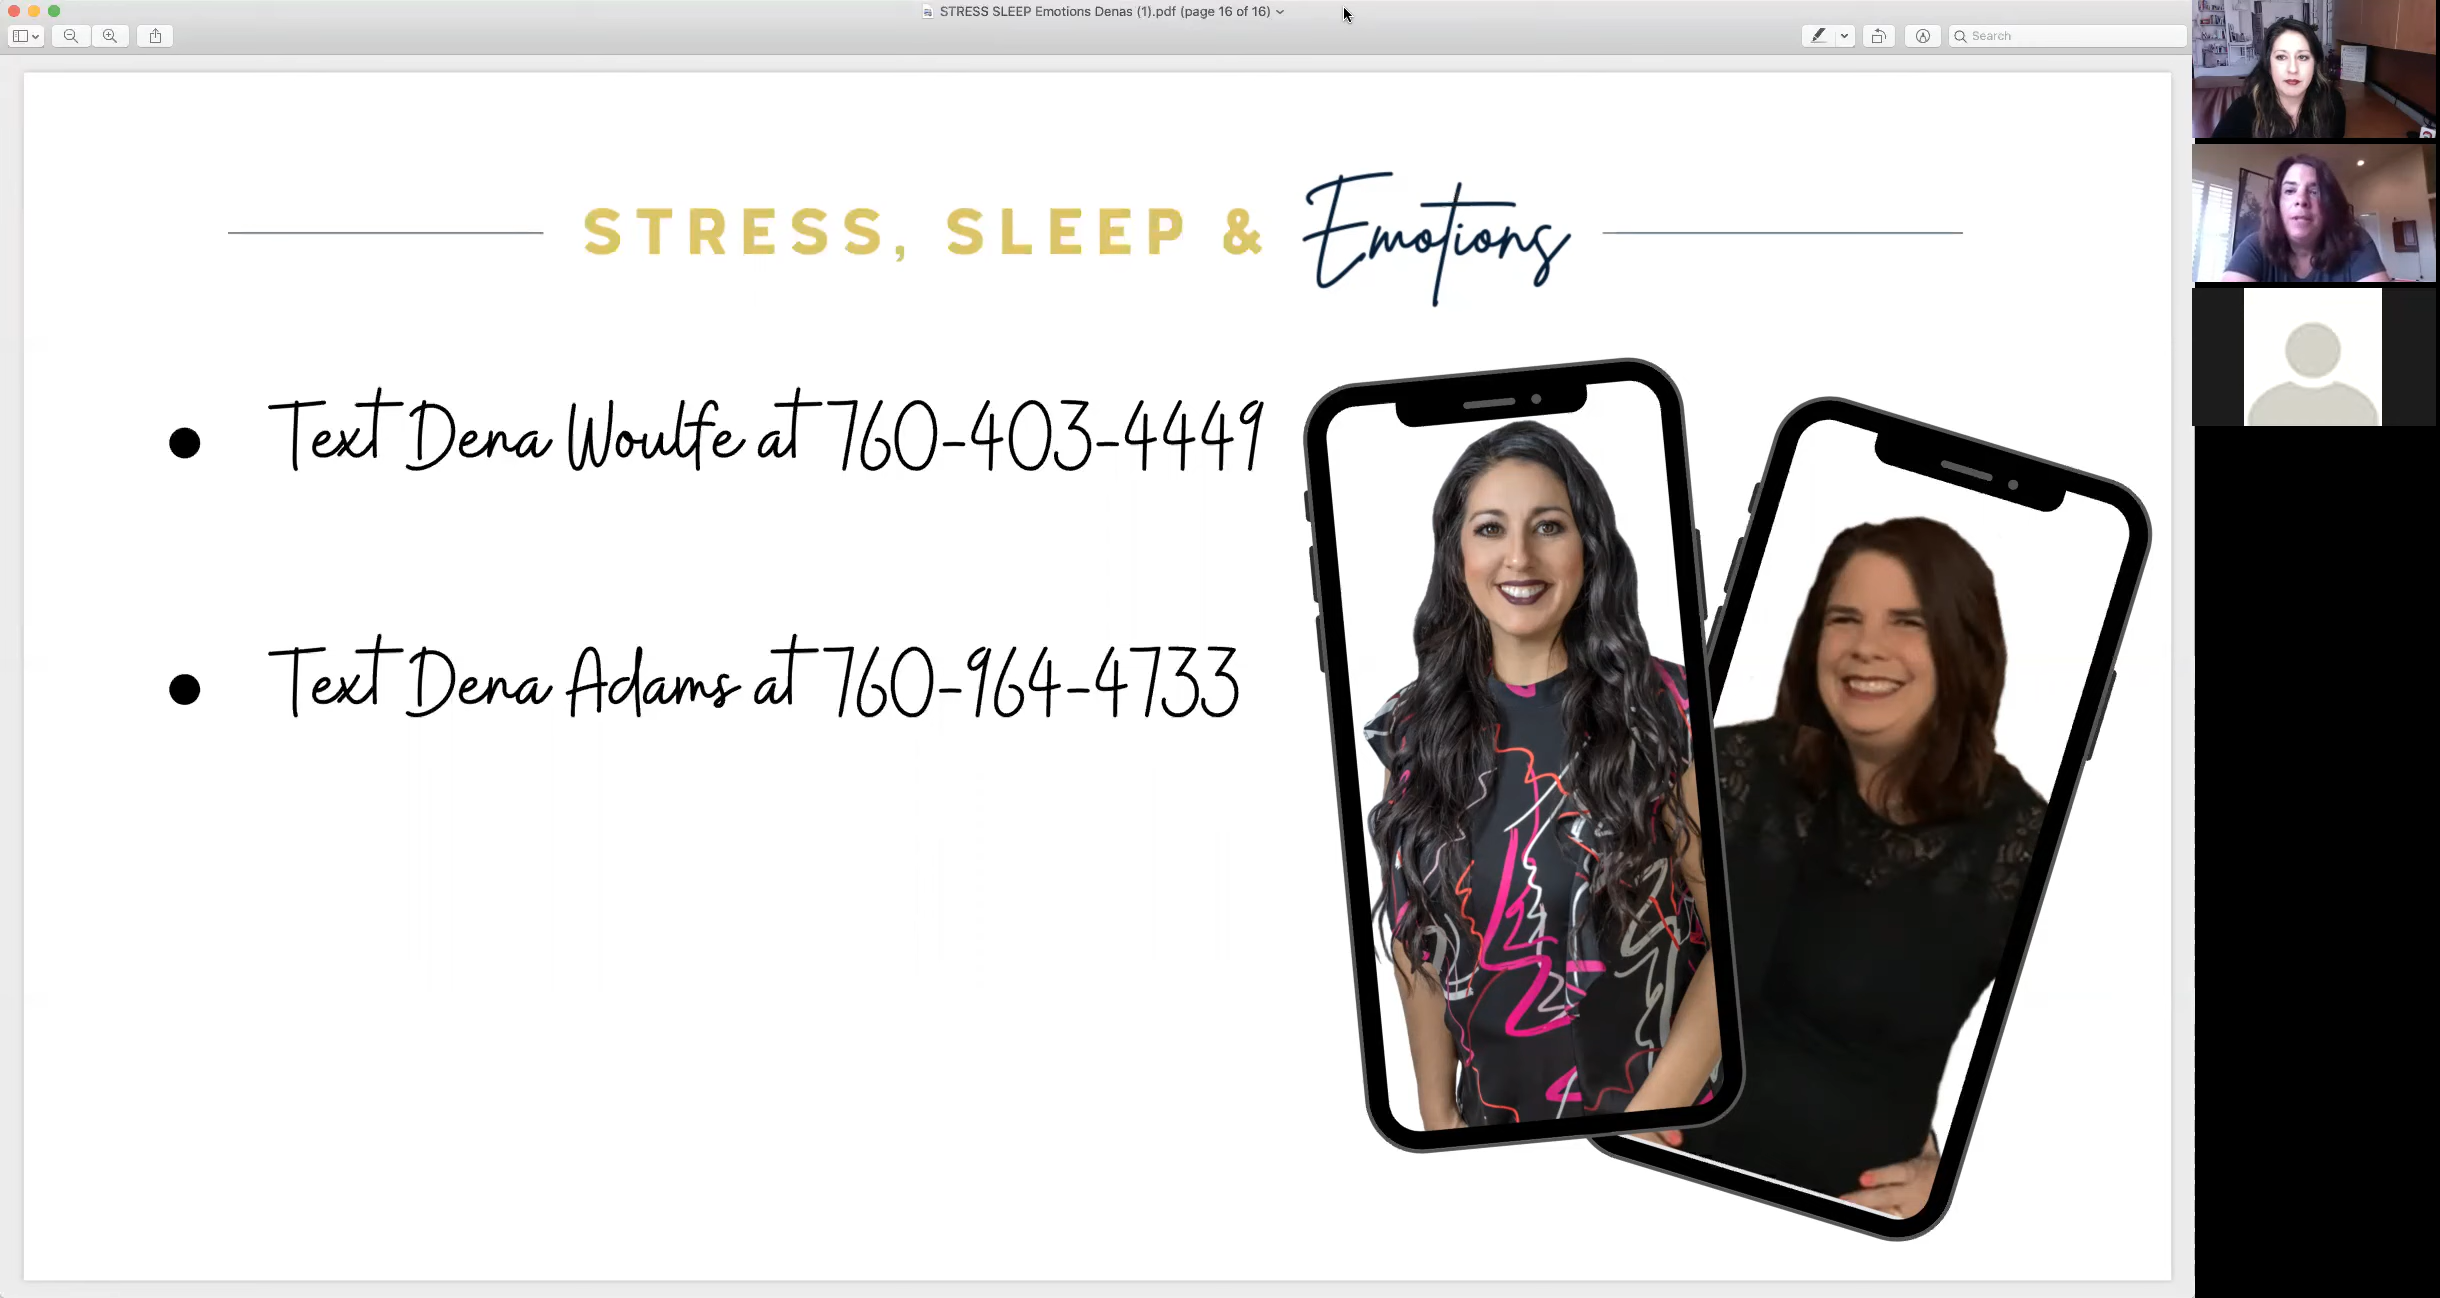 STRESS SLEEP Emotions Denas (1).pdf (page 16 of 16)
Search
STRESS, SLEEP & Emotions
Text Dena Woulfe at 760-403-4449
Text Dena Adams at 760-964-4733